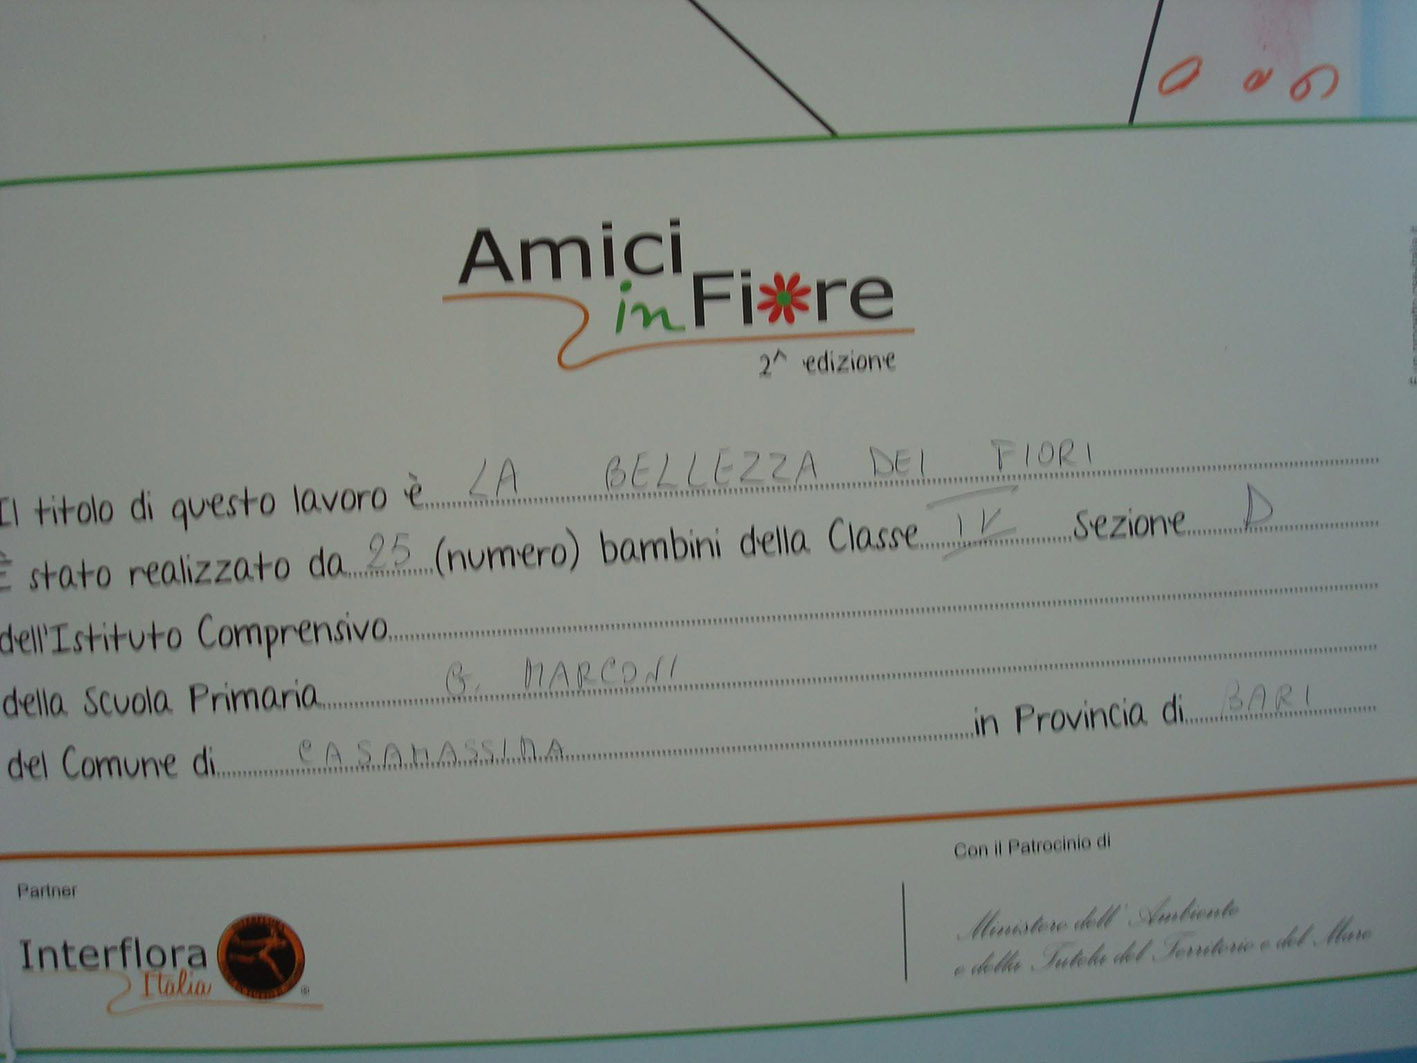 Amici
in Fiore
2^ edizione
Il titolo di questo lavoro è LA BELLEZZA DEI FIORI
È stato realizzato da 25 (numero) bambini della Classe IV Sezione D
dell'Istituto Comprensivo
della Scuola Primaria G. MARCONI
del Comune di CASAMASSIMA in Provincia di BARI
Partner
Interflora
Italia
Con il Patrocinio di
Ministero dell'Ambiente
e della Tutela del Territorio e del Mare